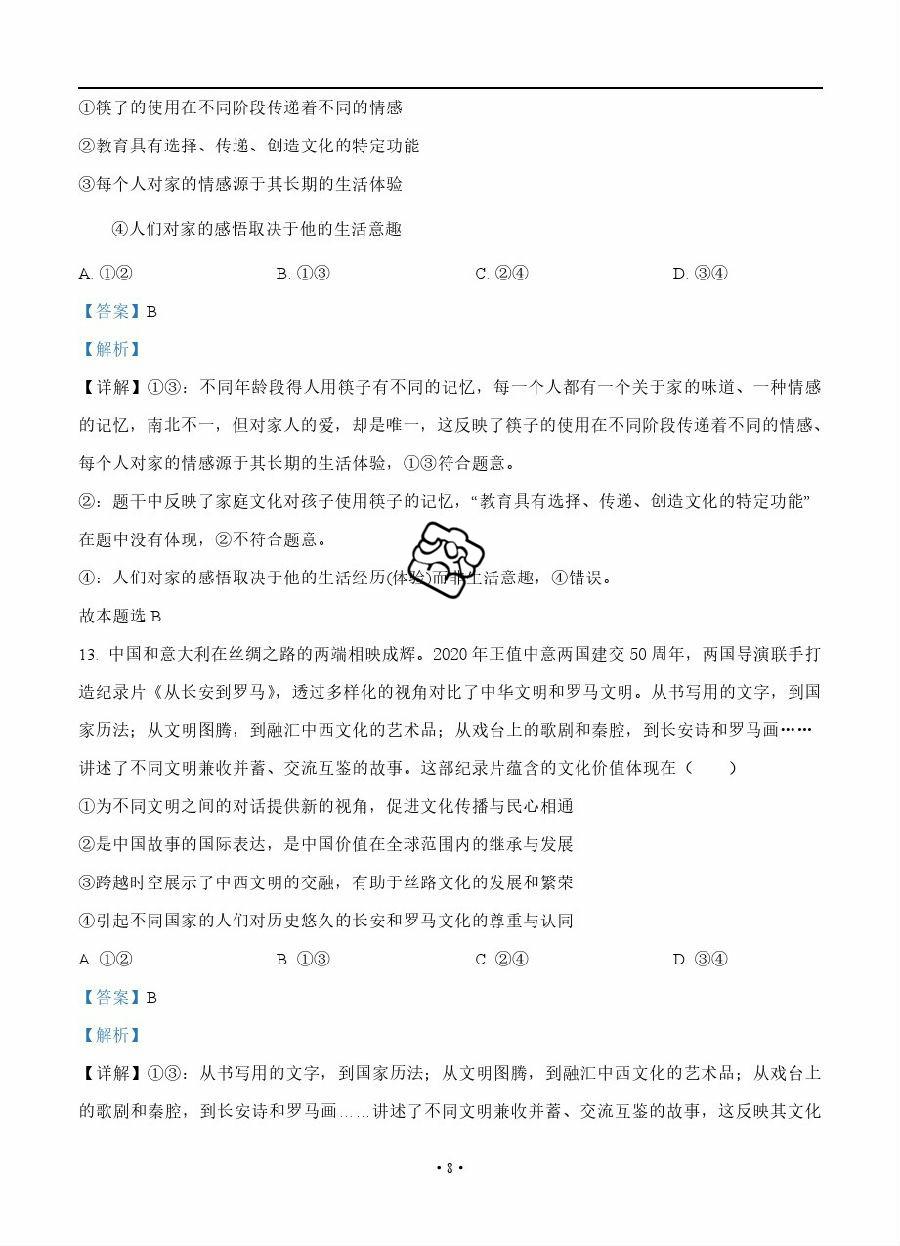 ①筷了的使用在不同阶段传递着不同的情感
②教育具有选择、传递、创造文化的特定功能
③每个人对家的情感源于其长期的生活体验
④人们对家的感悟取决于他的生活意趣
A. ①② B. ①③ C. ②④ D. ③④
【答案】B
【解析】
【详解】①③：不同年龄段得人用筷子有不同的记忆，每一个人都有一个关于家的味道、一种情感
的记忆，南北不一，但对家人的爱，却是唯一，这反映了筷子的使用在不同阶段传递着不同的情感、
每个人对家的情感源于其长期的生活体验，①③符合题意。
②：题干中反映了家庭文化对孩子使用筷子的记忆，“教育具有选择、传递、创造文化的特定功能”
在题中没有体现，②不符合题意。
④：人们对家的感悟取决于他的生活经历(体验)而非生活意趣，④错误。
故本题选 B
13. 中国和意大利在丝绸之路的两端相映成辉。2020 年王值中意两国建交 50 周年，两国导演联手打
造纪录片《从长安到罗马》，透过多样化的视角对比了中华文明和罗马文明。从书写用的文字，到国
家历法；从文明图腾，到融汇中西文化的艺术品；从戏台上的歌剧和秦腔，到长安诗和罗马画……
讲述了不同文明兼收并蓄、交流互鉴的故事。这部纪录片蕴含的文化价值体现在（　　）
①为不同文明之间的对话提供新的视角，促进文化传播与民心相通
②是中国故事的国际表达，是中国价值在全球范围内的继承与发展
③跨越时空展示了中西文明的交融，有助于丝路文化的发展和繁荣
④引起不同国家的人们对历史悠久的长安和罗马文化的尊重与认同
A. ①② B. ①③ C. ②④ D. ③④
【答案】B
【解析】
【详解】①③：从书写用的文字，到国家历法；从文明图腾，到融汇中西文化的艺术品；从戏台上
的歌剧和秦腔，到长安诗和罗马画……讲述了不同文明兼收并蓄、交流互鉴的故事，这反映其文化
• 8 •